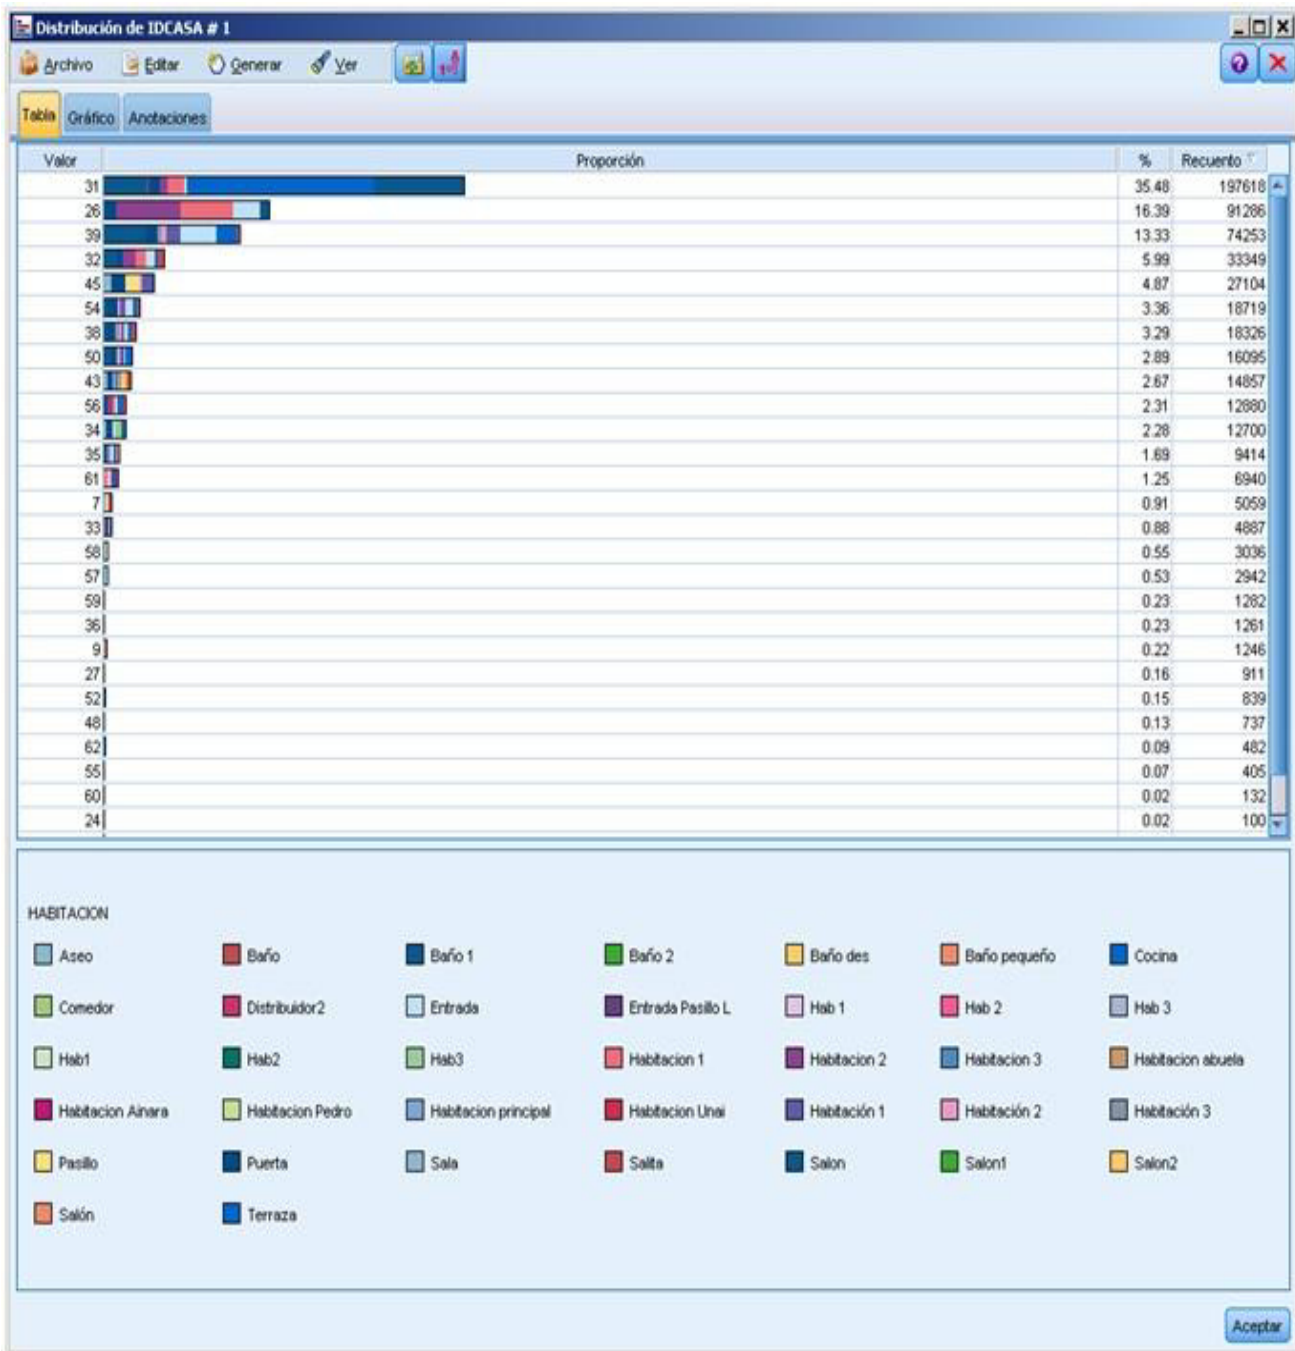 Distribución de IDCASA # 1
Archivo Editar Generar Ver
Tabla Gráfico Anotaciones
Valor Proporción % Recuento
31 35.48 197618
26 16.39 91286
39 13.33 74253
32 5.99 33349
45 4.87 27104
54 3.36 18719
38 3.29 18326
50 2.89 16095
43 2.67 14857
56 2.31 12880
34 2.28 12700
35 1.69 9414
61 1.25 6940
7 0.91 5059
33 0.88 4887
58 0.55 3036
57 0.53 2942
59 0.23 1282
36 0.23 1261
9 0.22 1246
27 0.16 911
52 0.15 839
48 0.13 737
62 0.09 482
55 0.07 405
60 0.02 132
24 0.02 100
HABITACION
Aseo Baño Baño 1 Baño 2 Baño des Baño pequeño Cocina
Comedor Distribuidor2 Entrada Entrada Pasillo L Hab 1 Hab 2 Hab 3
Hab1 Hab2 Hab3 Habitacion 1 Habitacion 2 Habitacion 3 Habitacion abuela
Habitacion Ainara Habitacion Pedro Habitacion principal Habitacion Unai Habitación 1 Habitación 2 Habitación 3
Pasillo Puerta Sala Salita Salon Salon1 Salon2
Salón Terraza
Aceptar